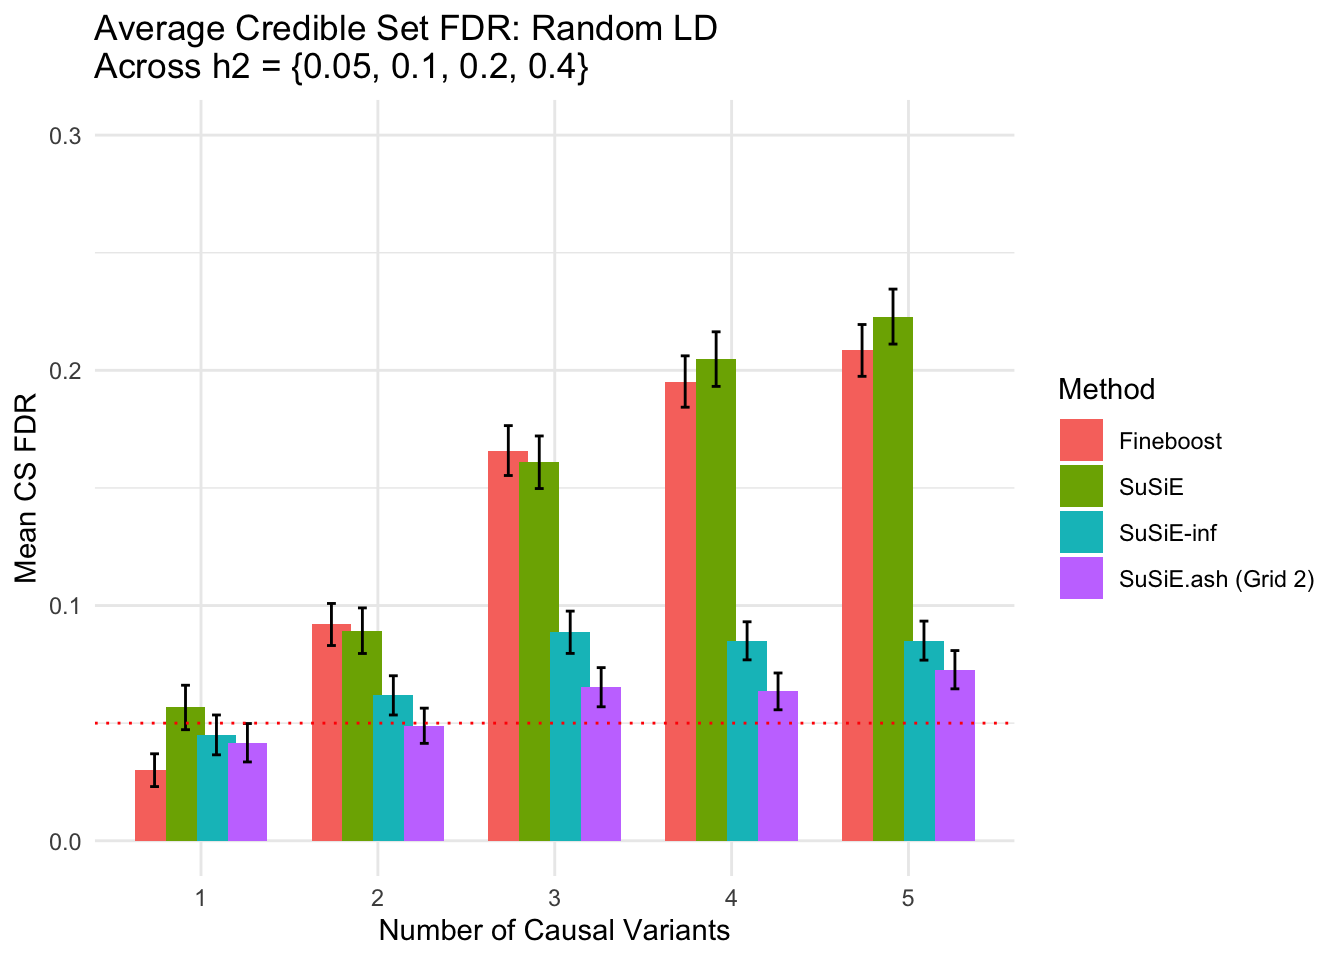 Average Credible Set FDR: Random LD
Across h2 = {0.05, 0.1, 0.2, 0.4}
0.3
0.2
0.1
0.0
Mean CS FDR
1 2 3 4 5
Number of Causal Variants
Method
Fineboost
SuSiE
SuSiE-inf
SuSiE.ash (Grid 2)